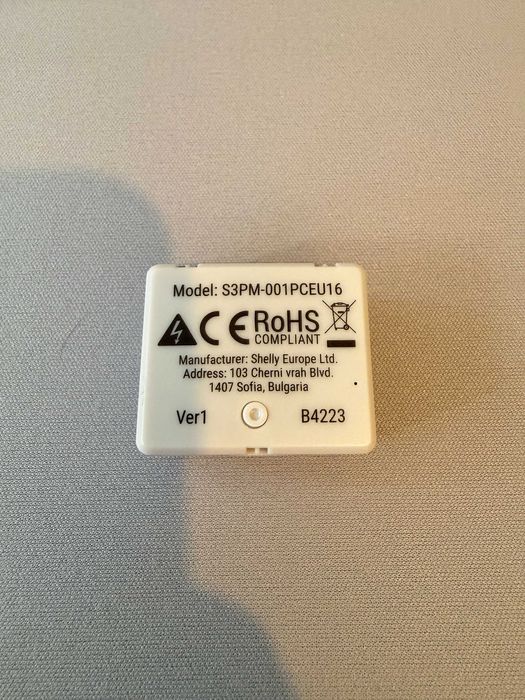 Model: S3PM-001PCEU16
CE RoHS
COMPLIANT
Manufacturer: Shelly Europe Ltd.
Address: 103 Cherni vrah Blvd.
1407 Sofia, Bulgaria
Ver1 B4223